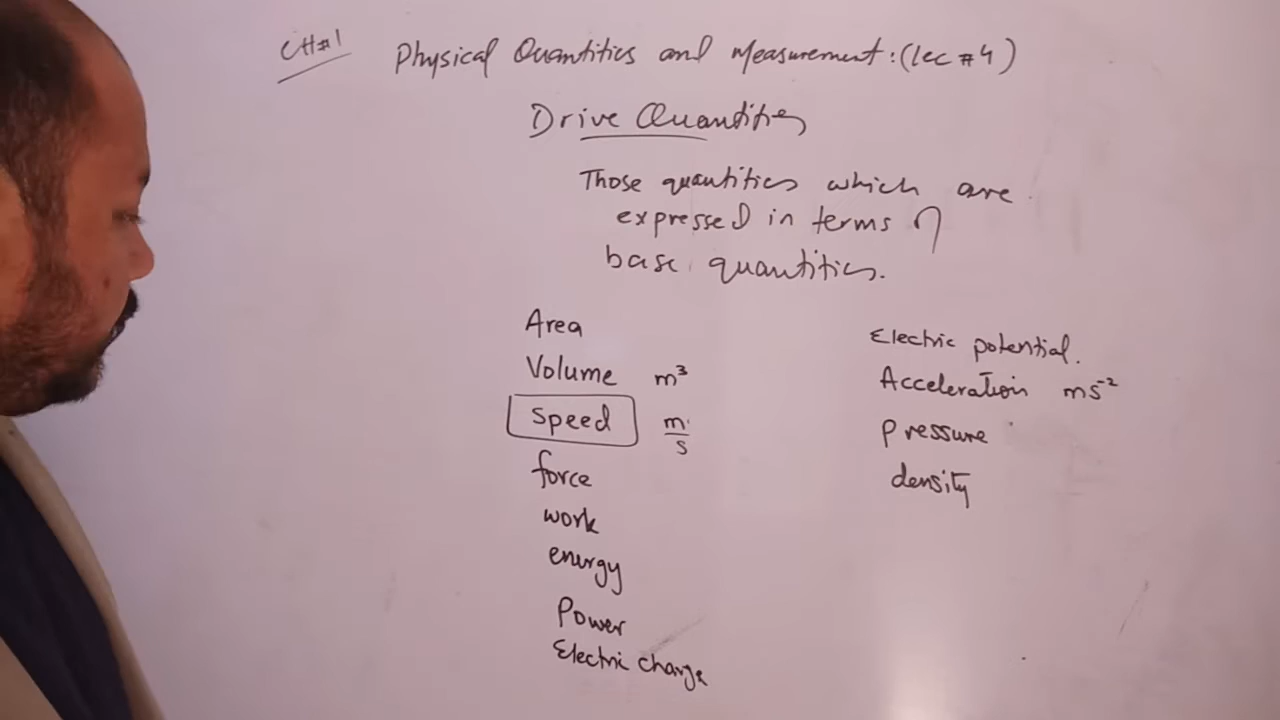 CH#1 Physical Quantities and Measurement:(lec #4)
Drive Quantities
Those quantities which are
expressed in terms of
base quantities.
Area
Volume m³
Speed m/s
force
work
energy
Power
Electric charge
Electric potential.
Acceleration ms⁻²
Pressure
density